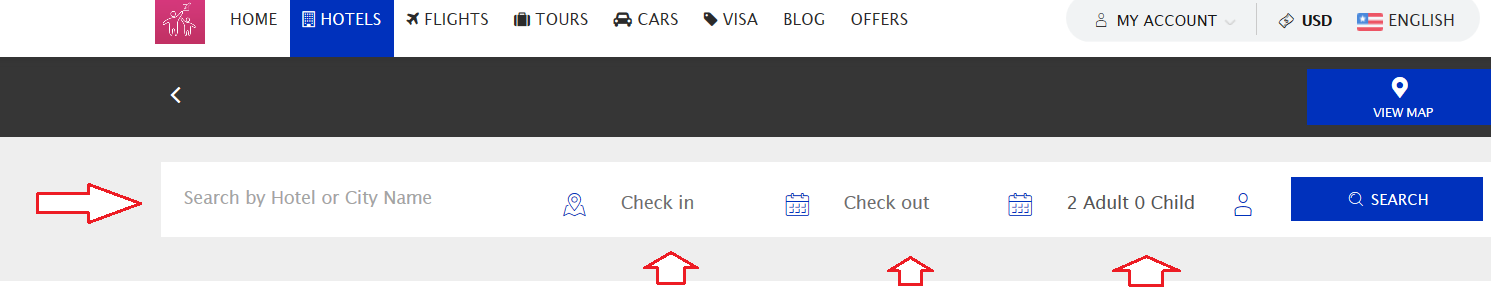 HOME HOTELS FLIGHTS TOURS CARS VISA BLOG OFFERS MY ACCOUNT USD ENGLISH
VIEW MAP
Search by Hotel or City Name Check in Check out 2 Adult 0 Child SEARCH